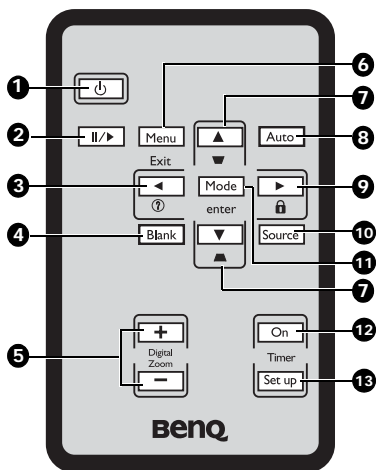 1
6
7
2
II/▶
Menu
▲
Auto
8
Exit
3
◄
Mode
►
9
?
enter
4
Blank
▼
Source
10
11
7
5
+
On
12
Digital
Zoom
Timer
−
Set up
13
BenQ